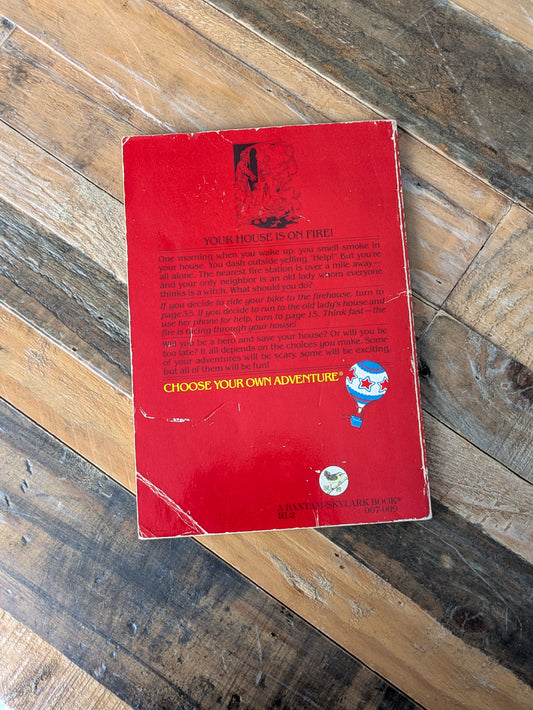 YOUR HOUSE IS ON FIRE!
One morning when you wake up, you smell smoke in
your house. You dash outside yelling "Help!" But you're
all alone. The nearest fire station is over a mile away—
and your only neighbor is an old lady whom everyone
thinks is a witch. What should you do?
If you decide to ride your bike to the firehouse, turn to
page 35. If you decide to run to the old lady's house and
use her phone for help, turn to page 15. Think fast—the
fire is racing through your house!
Will you be a hero and save your house? Or will you be
too late? It all depends on the choices you make. Some
of your adventures will be scary, some will be exciting,
but all of them will be fun!
CHOOSE YOUR OWN ADVENTURE®
A BANTAM-SKYLARK BOOK®
RL2 007-009